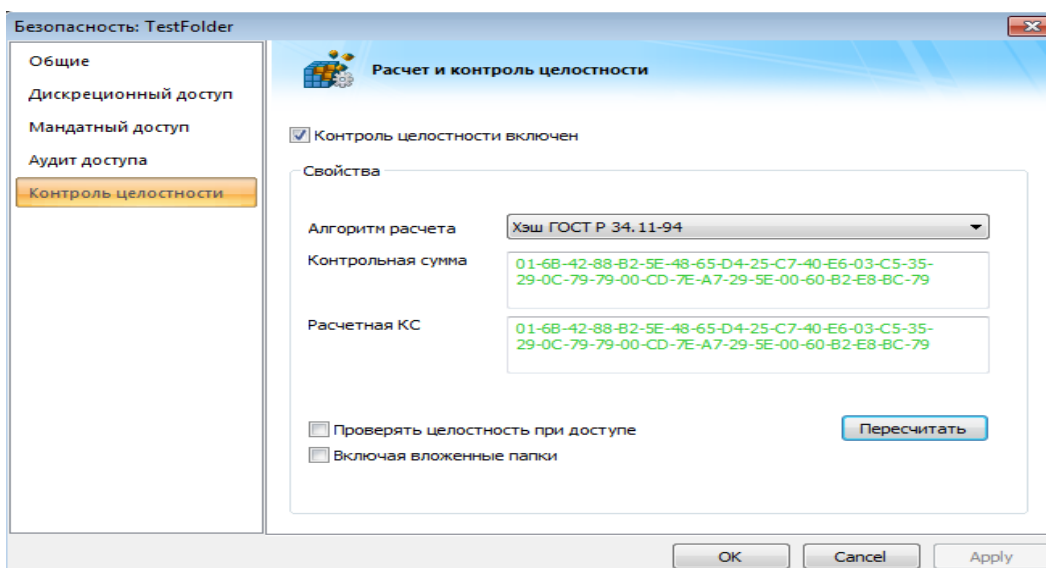 Безопасность: TestFolder
Общие
Дискреционный доступ
Мандатный доступ
Аудит доступа
Контроль целостности
Расчет и контроль целостности
Контроль целостности включен
Свойства
Алгоритм расчета
Хэш ГОСТ Р 34.11-94
Контрольная сумма
01-6B-42-88-B2-5E-48-65-D4-25-C7-40-E6-03-C5-35-
29-0C-79-79-00-CD-7E-A7-29-5E-00-60-B2-E8-BC-79
Расчетная КС
01-6B-42-88-B2-5E-48-65-D4-25-C7-40-E6-03-C5-35-
29-0C-79-79-00-CD-7E-A7-29-5E-00-60-B2-E8-BC-79
Проверять целостность при доступе
Пересчитать
Включая вложенные папки
OK
Cancel
Apply